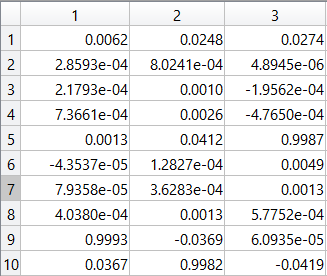 1 2 3
1 0.0062 0.0248 0.0274
2 2.8593e-04 8.0241e-04 4.8945e-06
3 2.1793e-04 0.0010 -1.9562e-04
4 7.3661e-04 0.0026 -4.7650e-04
5 0.0013 0.0412 0.9987
6 -4.3537e-05 1.2827e-04 0.0049
7 7.9358e-05 3.6283e-04 0.0013
8 4.0380e-04 0.0013 5.7752e-04
9 0.9993 -0.0369 6.0935e-05
10 0.0367 0.9982 -0.0419